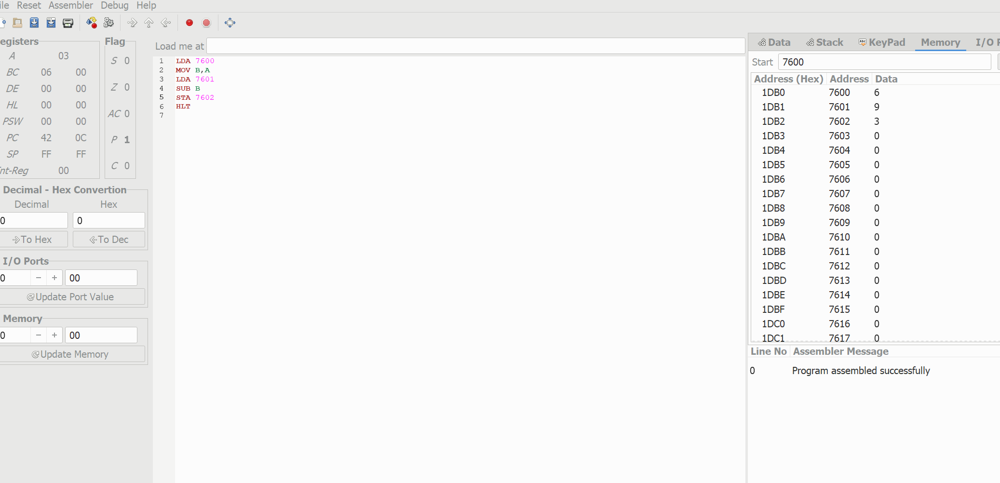 ile Reset Assembler Debug Help
egisters
A 03
BC 06 00
DE 00 00
HL 00 00
PSW 00 00
PC 42 0C
SP FF FF
Int-Reg 00
Flag
S 0
Z 0
AC 0
P 1
C 0
Decimal - Hex Convertion
Decimal Hex
0 0
To Hex To Dec
I/O Ports
0 − + 00
Update Port Value
Memory
0 − + 00
Update Memory
Load me at
1 LDA 7600
2 MOV B,A
3 LDA 7601
4 SUB B
5 STA 7602
6 HLT
7
Data Stack Abc KeyPad Memory I/O P
Start 7600
Address (Hex) Address Data
1DB0 7600 6
1DB1 7601 9
1DB2 7602 3
1DB3 7603 0
1DB4 7604 0
1DB5 7605 0
1DB6 7606 0
1DB7 7607 0
1DB8 7608 0
1DB9 7609 0
1DBA 7610 0
1DBB 7611 0
1DBC 7612 0
1DBD 7613 0
1DBE 7614 0
1DBF 7615 0
1DC0 7616 0
1DC1 7617 0
Line No Assembler Message
0 Program assembled successfully